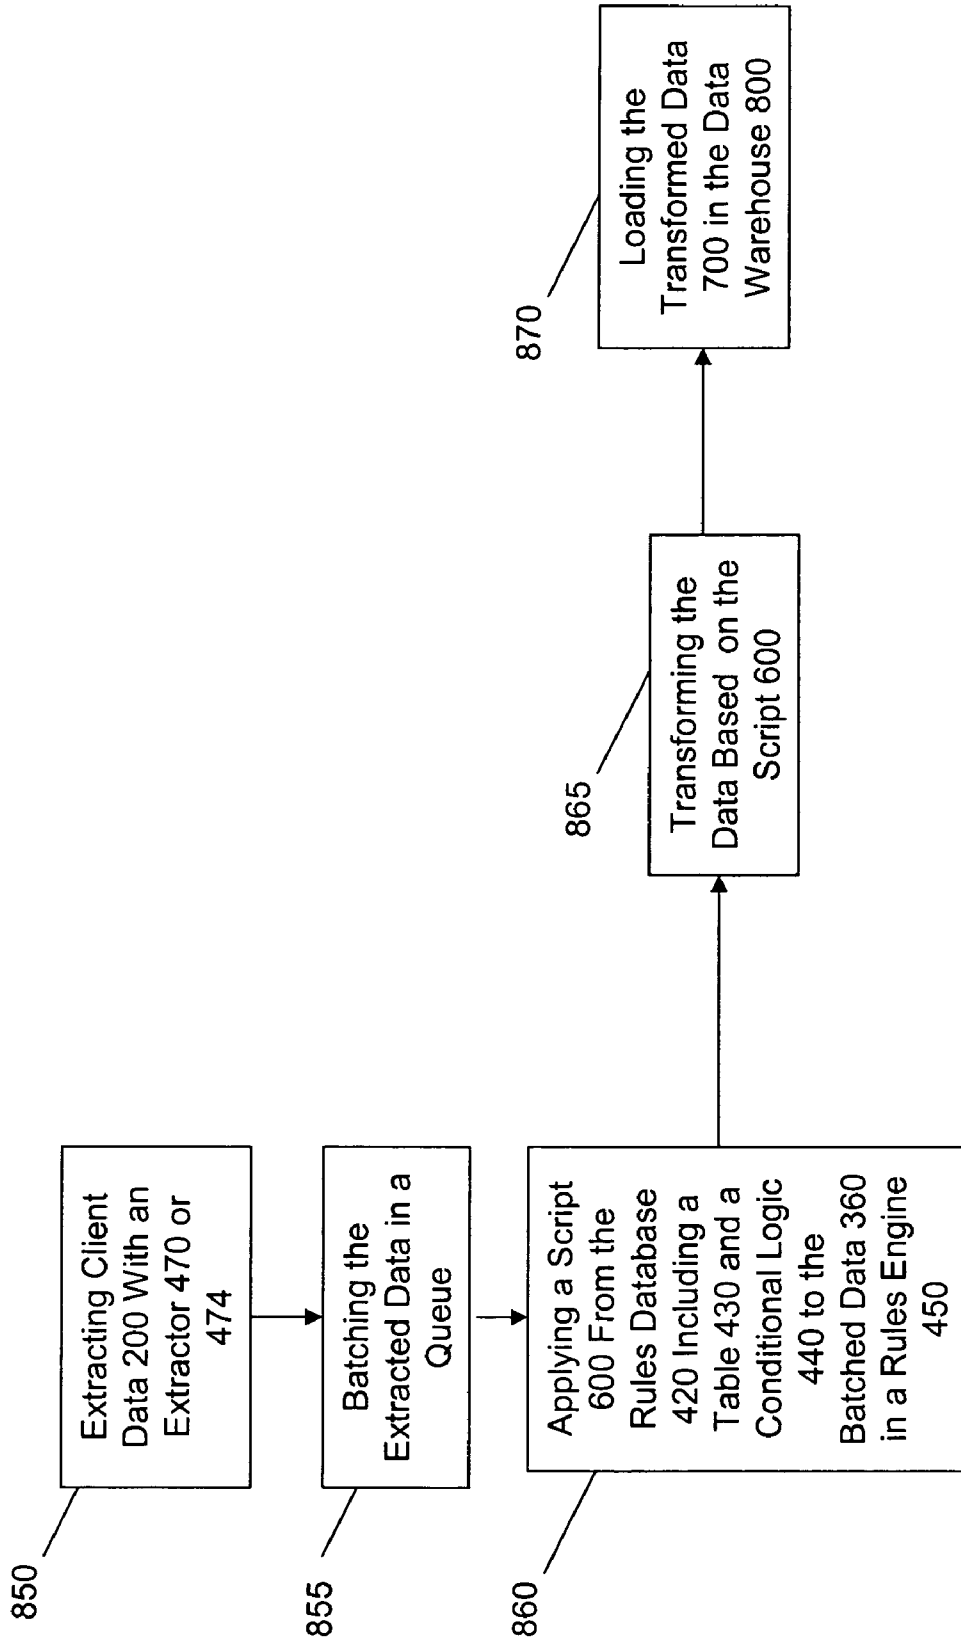 850
Extracting Client
Data 200 With an
Extractor 470 or
474
855
Batching the
Extracted Data in a
Queue
860
Applying a Script
600 From the
Rules Database
420 Including a
Table 430 and a
Conditional Logic
440 to the
Batched Data 360
in a Rules Engine
450
865
Transforming the
Data Based on the
Script 600
870
Loading the
Transformed Data
700 in the Data
Warehouse 800